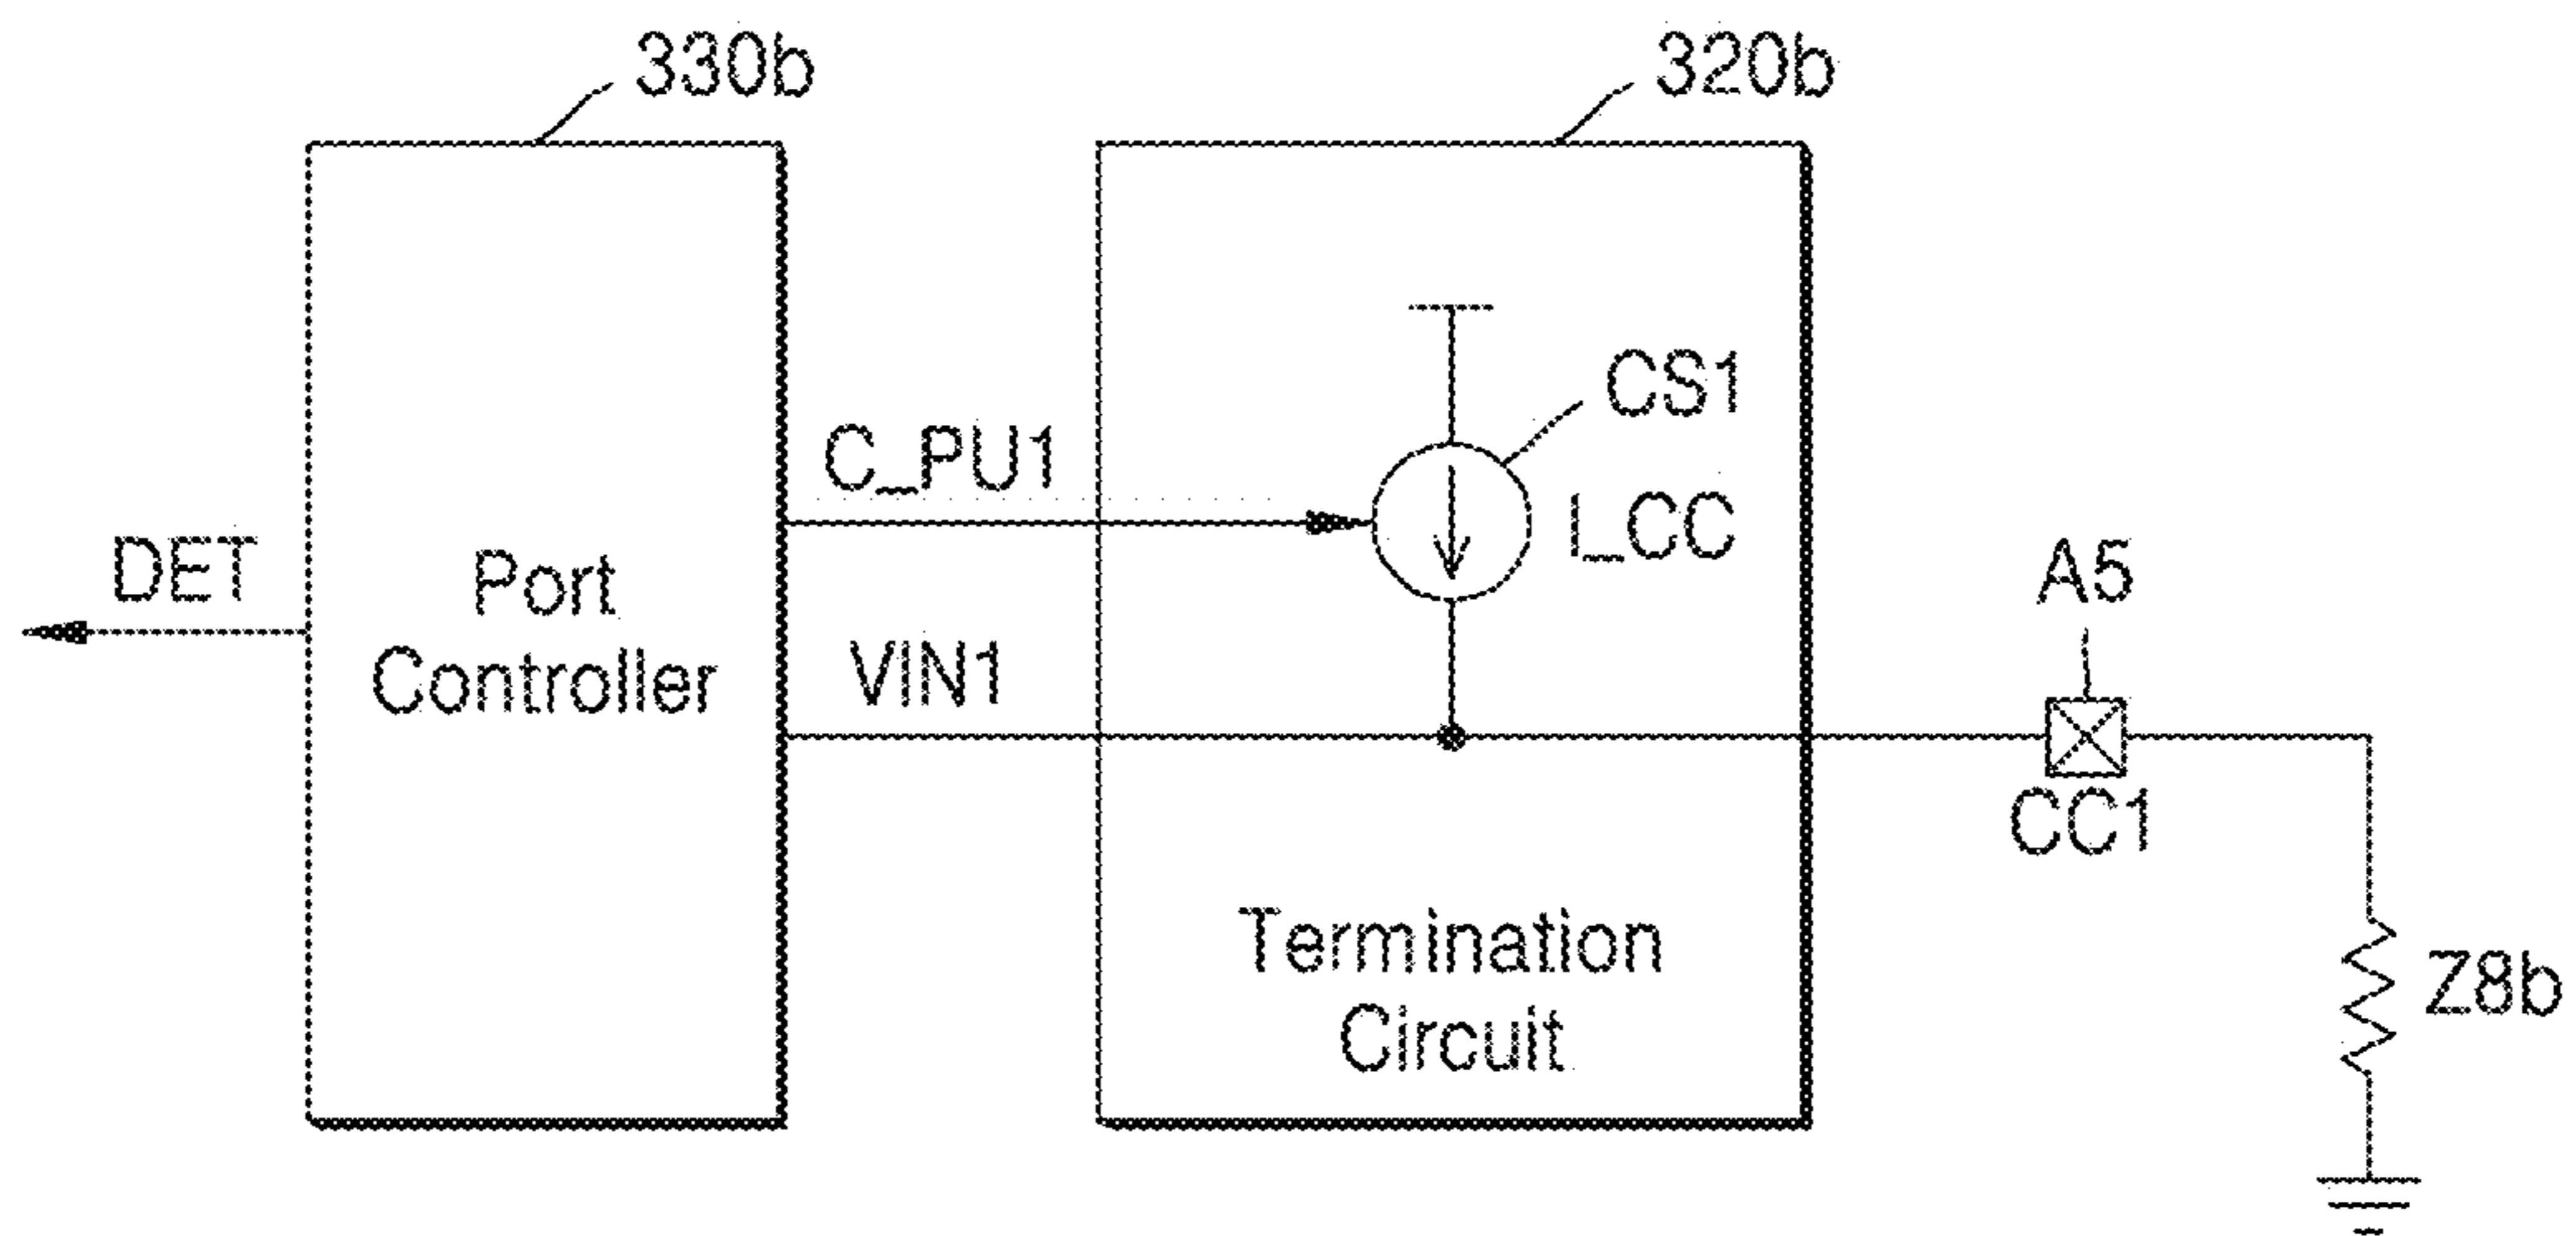 330b
320b
CS1
C_PU1
I_CC
DET
A5
Port
Controller
VIN1
CC1
Termination
Circuit
Z8b